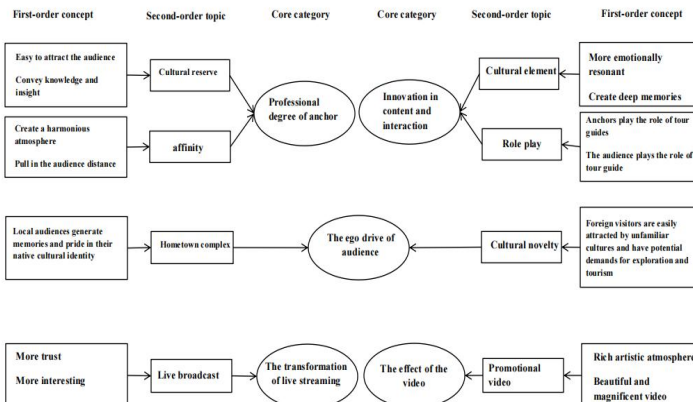 First-order concept
Second-order topic
Core category
Core category
Second-order topic
First-order concept
Easy to attract the audience
Convey knowledge and
insight
Cultural reserve
Create a harmonious
atmosphere
Pull in the audience distance
affinity
Professional
degree of anchor
Innovation in
content and
interaction
Cultural element
More emotionally
resonant
Create deep memories
Role play
Anchors play the role of tour
guides
The audience plays the role of
tour guide
Local audiences generate
memories and pride in their
native cultural identity
Hometown complex
The ego drive of
audience
Cultural novelty
Foreign visitors are easily
attracted by unfamiliar
cultures and have potential
demands for exploration and
tourism
More trust
More interesting
Live broadcast
The transformation
of live streaming
The effect of the
video
Promotional
video
Rich artistic atmosphere
Beautiful and
magnificent video